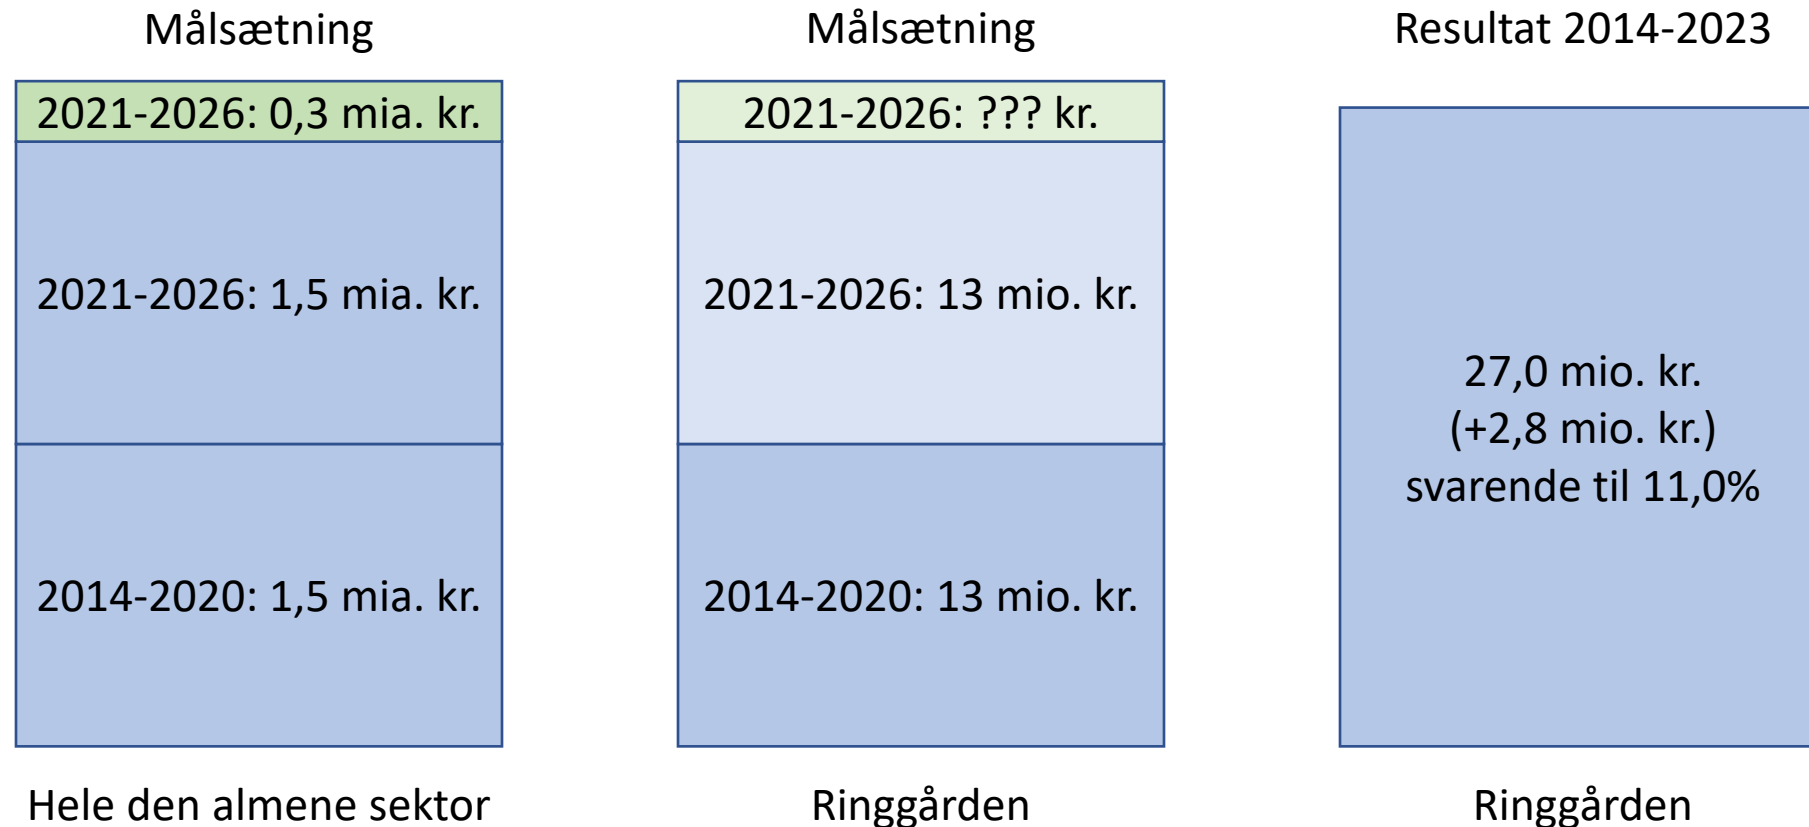 Målsætning
2021-2026: 0,3 mia. kr.
2021-2026: 1,5 mia. kr.
2014-2020: 1,5 mia. kr.
Hele den almene sektor
Målsætning
2021-2026: ??? kr.
2021-2026: 13 mio. kr.
2014-2020: 13 mio. kr.
Ringgården
Resultat 2014-2023
27,0 mio. kr.
(+2,8 mio. kr.)
svarende til 11,0%
Ringgården